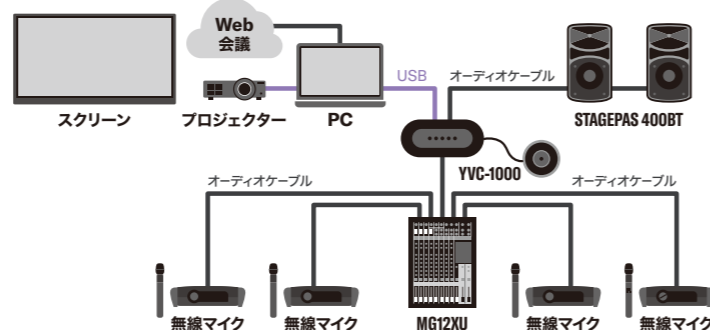 Web
会議
USB
オーディオケーブル
スクリーン
プロジェクター
PC
STAGEPAS 400BT
YVC-1000
オーディオケーブル
オーディオケーブル
無線マイク
無線マイク
MG12XU
無線マイク
無線マイク